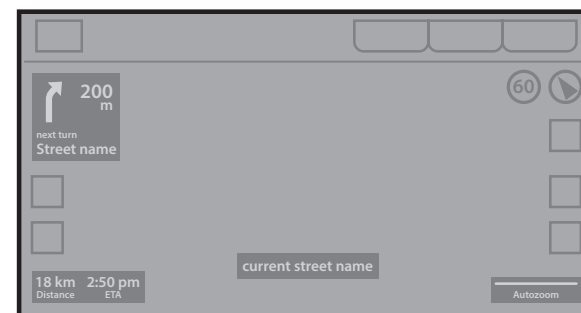 200
m
60
next turn
Street name
current street name
18 km 2:50 pm
Distance ETA
Autozoom